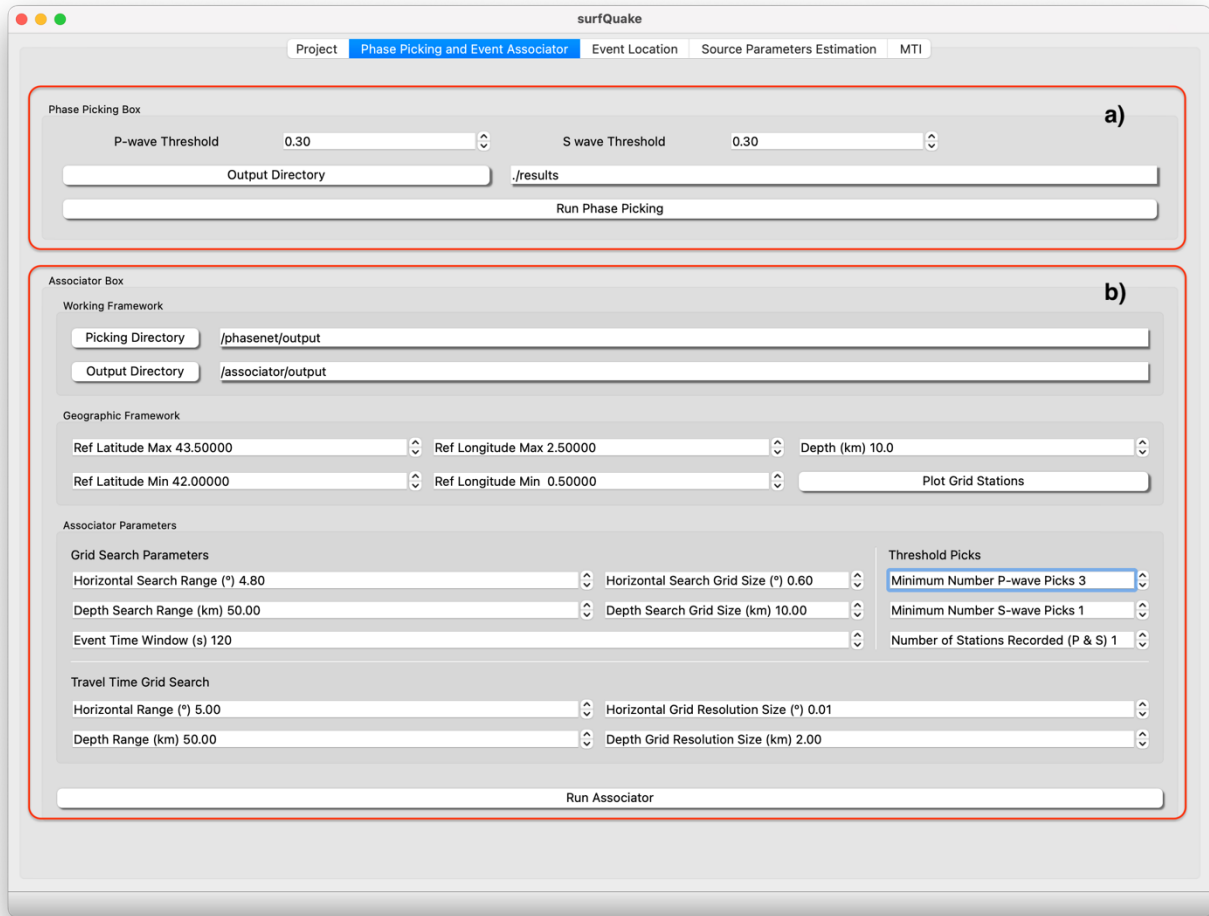 surfQuake
Project Phase Picking and Event Associator Event Location Source Parameters Estimation MTI
Phase Picking Box
a)
P-wave Threshold 0.30 S wave Threshold 0.30
Output Directory ./results
Run Phase Picking
Associator Box
b)
Working Framework
Picking Directory /phasenet/output
Output Directory /associator/output
Geographic Framework
Ref Latitude Max 43.50000 Ref Longitude Max 2.50000 Depth (km) 10.0
Ref Latitude Min 42.00000 Ref Longitude Min 0.50000 Plot Grid Stations
Associator Parameters
Grid Search Parameters Threshold Picks
Horizontal Search Range (°) 4.80 Horizontal Search Grid Size (°) 0.60 Minimum Number P-wave Picks 3
Depth Search Range (km) 50.00 Depth Search Grid Size (km) 10.00 Minimum Number S-wave Picks 1
Event Time Window (s) 120 Number of Stations Recorded (P & S) 1
Travel Time Grid Search
Horizontal Range (°) 5.00 Horizontal Grid Resolution Size (°) 0.01
Depth Range (km) 50.00 Depth Grid Resolution Size (km) 2.00
Run Associator